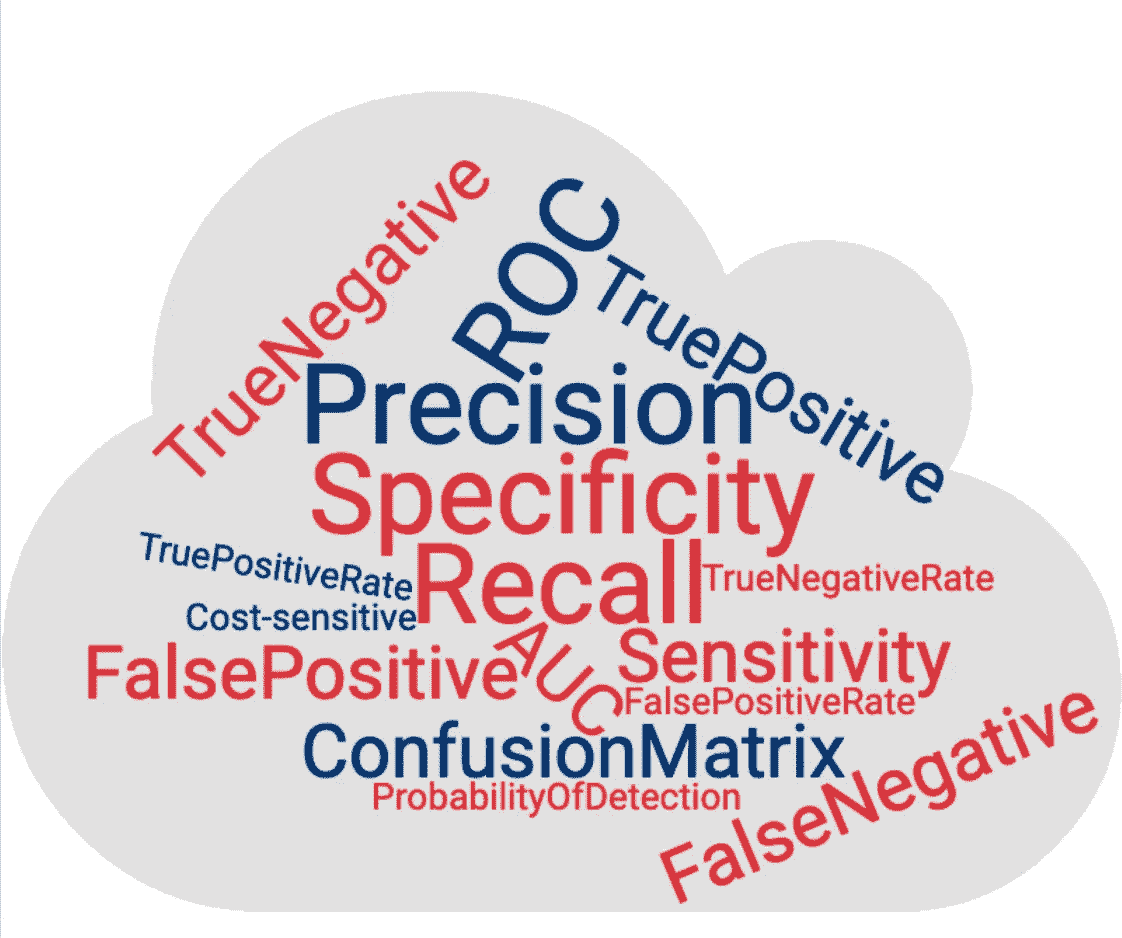 TrueNegative
ROC
TruePositive
Precision
Specificity
Recall
TruePositiveRate
TrueNegativeRate
Cost-sensitive
FalsePositive
AUC
Sensitivity
FalsePositiveRate
ConfusionMatrix
ProbabilityOfDetection
FalseNegative